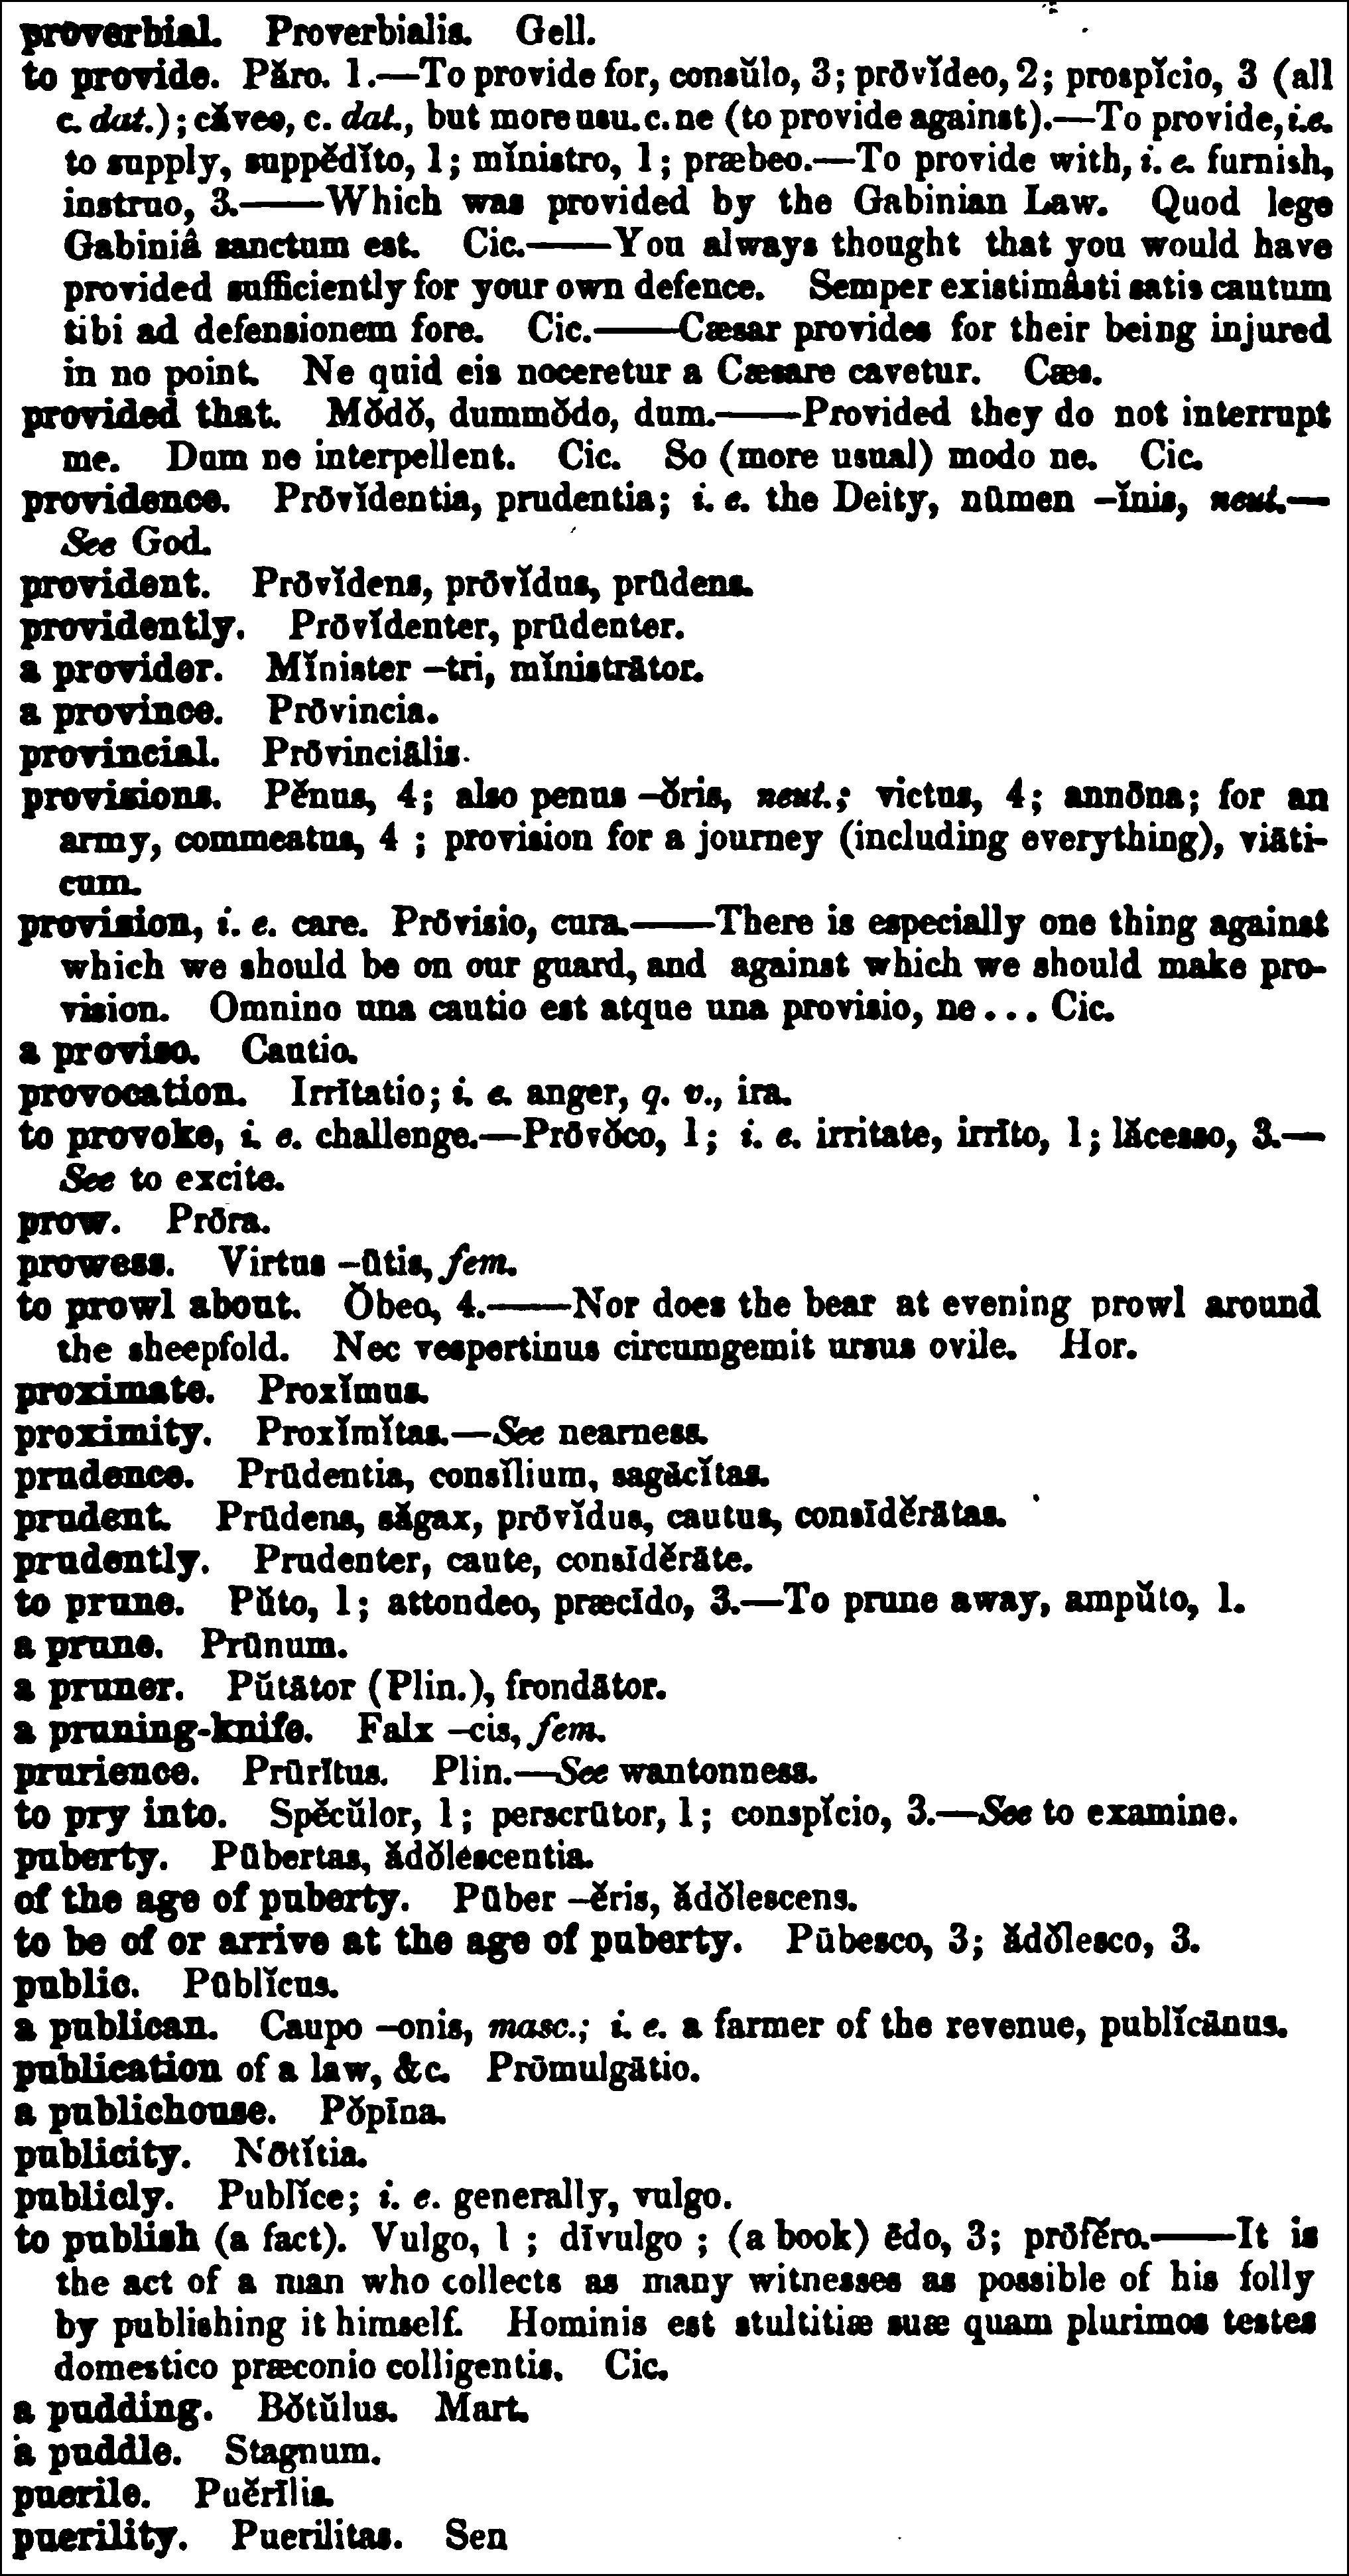 proverbial. Proverbialis. Gell.
to provide. Păro. 1.—To provide for, consŭlo, 3; prōvĭdeo, 2; prospĭcio, 3 (all
c. dat.); căveo, c. dat., but more usu. c. ne (to provide against).—To provide, i.e.
to supply, suppĕdĭto, 1; mĭnistro, 1; præbeo.—To provide with, i. e. furnish,
instruo, 3.——Which was provided by the Gabinian Law. Quod lege
Gabiniâ sanctum est. Cic.——You always thought that you would have
provided sufficiently for your own defence. Semper existimâsti satis cautum
tibi ad defensionem fore. Cic.——Cæsar provides for their being injured
in no point. Ne quid eis noceretur a Cæsare cavetur. Cæs.
provided that. Mŏdŏ, dummŏdo, dum.——Provided they do not interrupt
me. Dum ne interpellent. Cic. So (more usual) modo ne. Cic.
providence. Prōvĭdentia, prudentia; i. e. the Deity, nūmen –ĭnis, neut.—
See God.
provident. Prōvĭdens, prōvĭdus, prūdens.
providently. Prōvĭdenter, prūdenter.
a provider. Mĭnister –tri, mĭnistrātor.
a province. Prōvincia.
provincial. Prōvinciālis.
provisions. Pĕnus, 4; also penus –ŏris, neut.; victus, 4; annōna; for an
army, commeatus, 4 ; provision for a journey (including everything), viāti-
cum.
provision, i. e. care. Prōvisio, cura.——There is especially one thing against
which we should be on our guard, and against which we should make pro-
vision. Omnino una cautio est atque una provisio, ne... Cic.
a proviso. Cautio.
provocation. Irrītatio; i. e. anger, q. v., ira.
to provoke, i. e. challenge.—Prōvŏco, 1; i. e. irritate, irrīto, 1; lăcesso, 3.—
See to excite.
prow. Prōra.
prowess. Virtus –ūtis, fem.
to prowl about. Ŏbeo, 4.——Nor does the bear at evening prowl around
the sheepfold. Nec vespertinus circumgemit ursus ovile. Hor.
proximate. Proxĭmus.
proximity. Proxĭmĭtas.—See nearness.
prudence. Prūdentia, consĭlium, sagācĭtas.
prudent. Prūdens, săgax, prōvĭdus, cautus, consīdĕrātas.
prudently. Prudenter, caute, consīdĕrāte.
to prune. Pŭto, 1; attondeo, præcīdo, 3.—To prune away, ampŭto, 1.
a prune. Prūnum.
a pruner. Pŭtātor (Plin.), frondātor.
a pruning-knife. Falx –cis, fem.
prurience. Prūrītus. Plin.—See wantonness.
to pry into. Spĕcŭlor, 1; perscrūtor, 1; conspĭcio, 3.—See to examine.
puberty. Pūbertas, ădŏlescentia.
of the age of puberty. Pūber –ĕris, ădŏlescens.
to be of or arrive at the age of puberty. Pūbesco, 3; ădŏlesco, 3.
public. Pūblĭcus.
a publican. Caupo –onis, masc.; i. e. a farmer of the revenue, publĭcānus.
publication of a law, &c. Prōmulgātio.
a publichouse. Pŏpīna.
publicity. Nōtĭtia.
publicly. Publĭce; i. e. generally, vulgo.
to publish (a fact). Vulgo, 1 ; dīvulgo ; (a book) ēdo, 3; prōfĕro.——It is
the act of a man who collects as many witnesses as possible of his folly
by publishing it himself. Hominis est stultitiæ suæ quam plurimos testes
domestico præconio colligentis. Cic.
a pudding. Bŏtŭlus. Mart.
a puddle. Stagnum.
puerile. Puĕrīlis.
puerility. Puerilitas. Sen